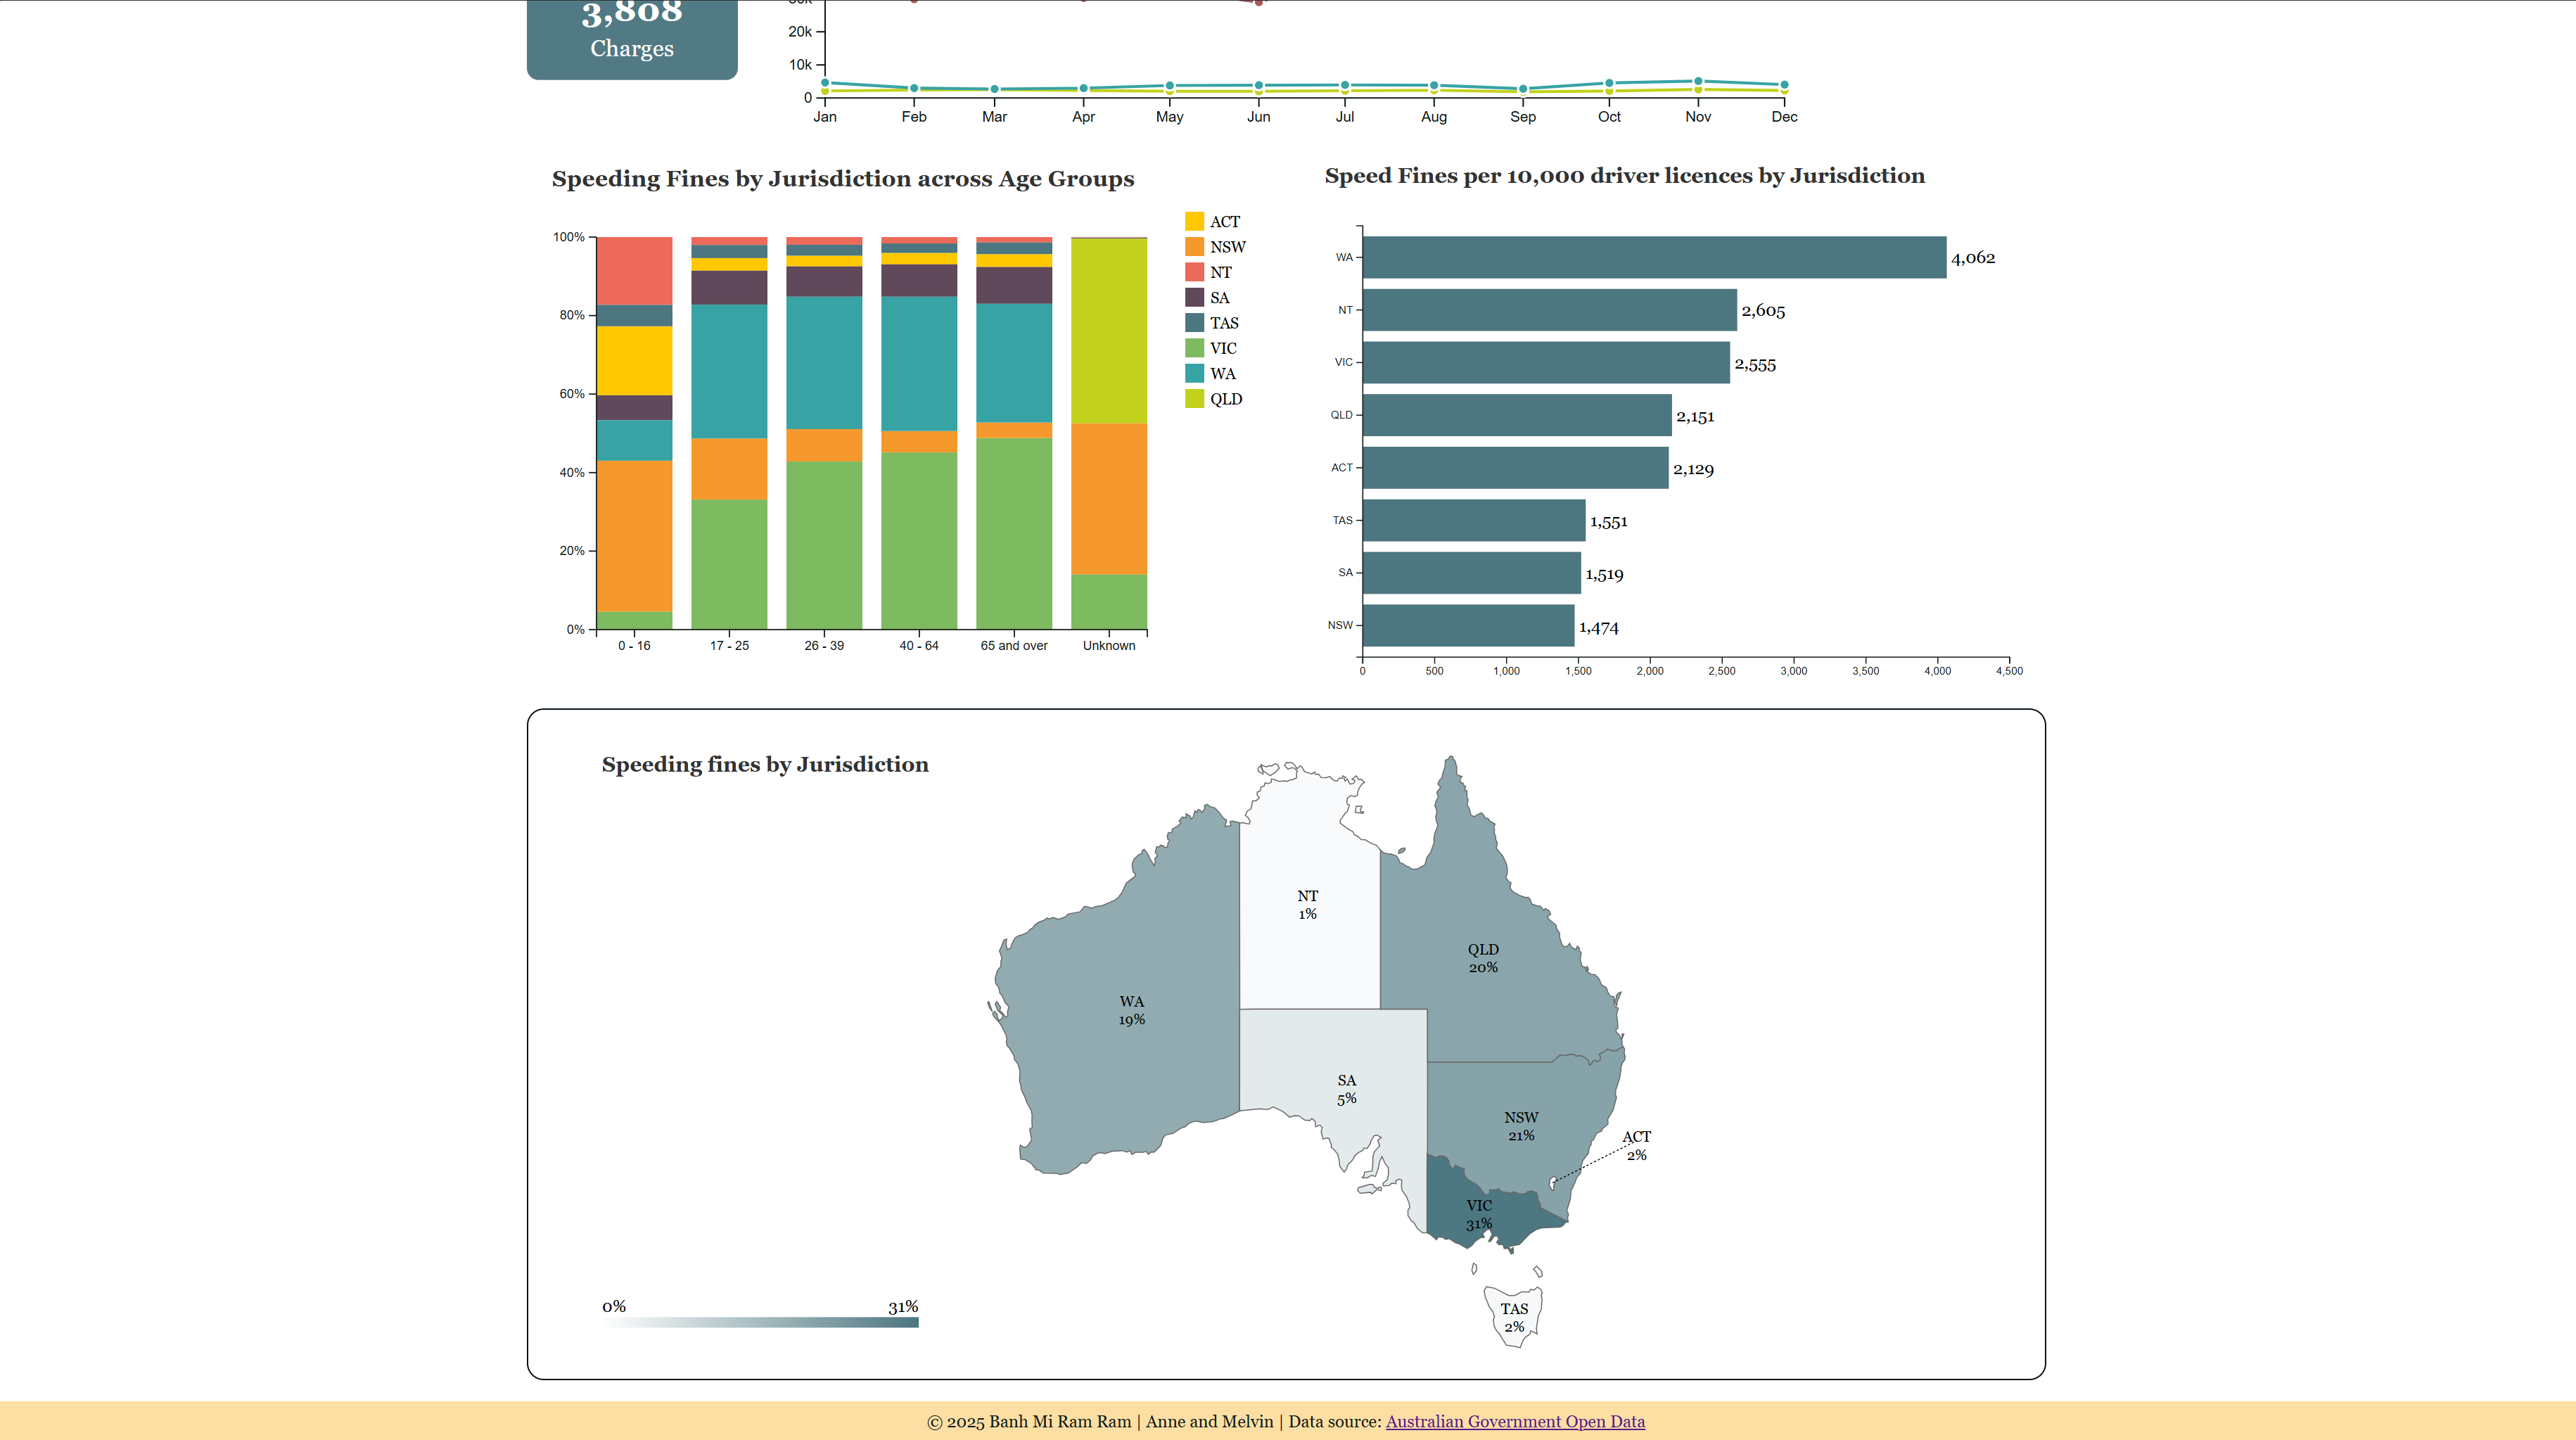 3,808
Charges
20k
10k
0
Jan Feb Mar Apr May Jun Jul Aug Sep Oct Nov Dec
Speeding Fines by Jurisdiction across Age Groups
ACT
NSW
NT
SA
TAS
VIC
WA
QLD
100%
80%
60%
40%
20%
0%
0 - 16 17 - 25 26 - 39 40 - 64 65 and over Unknown
Speed Fines per 10,000 driver licences by Jurisdiction
WA 4,062
NT 2,605
VIC 2,555
QLD 2,151
ACT 2,129
TAS 1,551
SA 1,519
NSW 1,474
0 500 1,000 1,500 2,000 2,500 3,000 3,500 4,000 4,500
Speeding fines by Jurisdiction
NT
1%
QLD
20%
WA
19%
SA
5%
NSW
21%
ACT
2%
VIC
31%
TAS
2%
0% 31%
© 2025 Banh Mi Ram Ram | Anne and Melvin | Data source: Australian Government Open Data